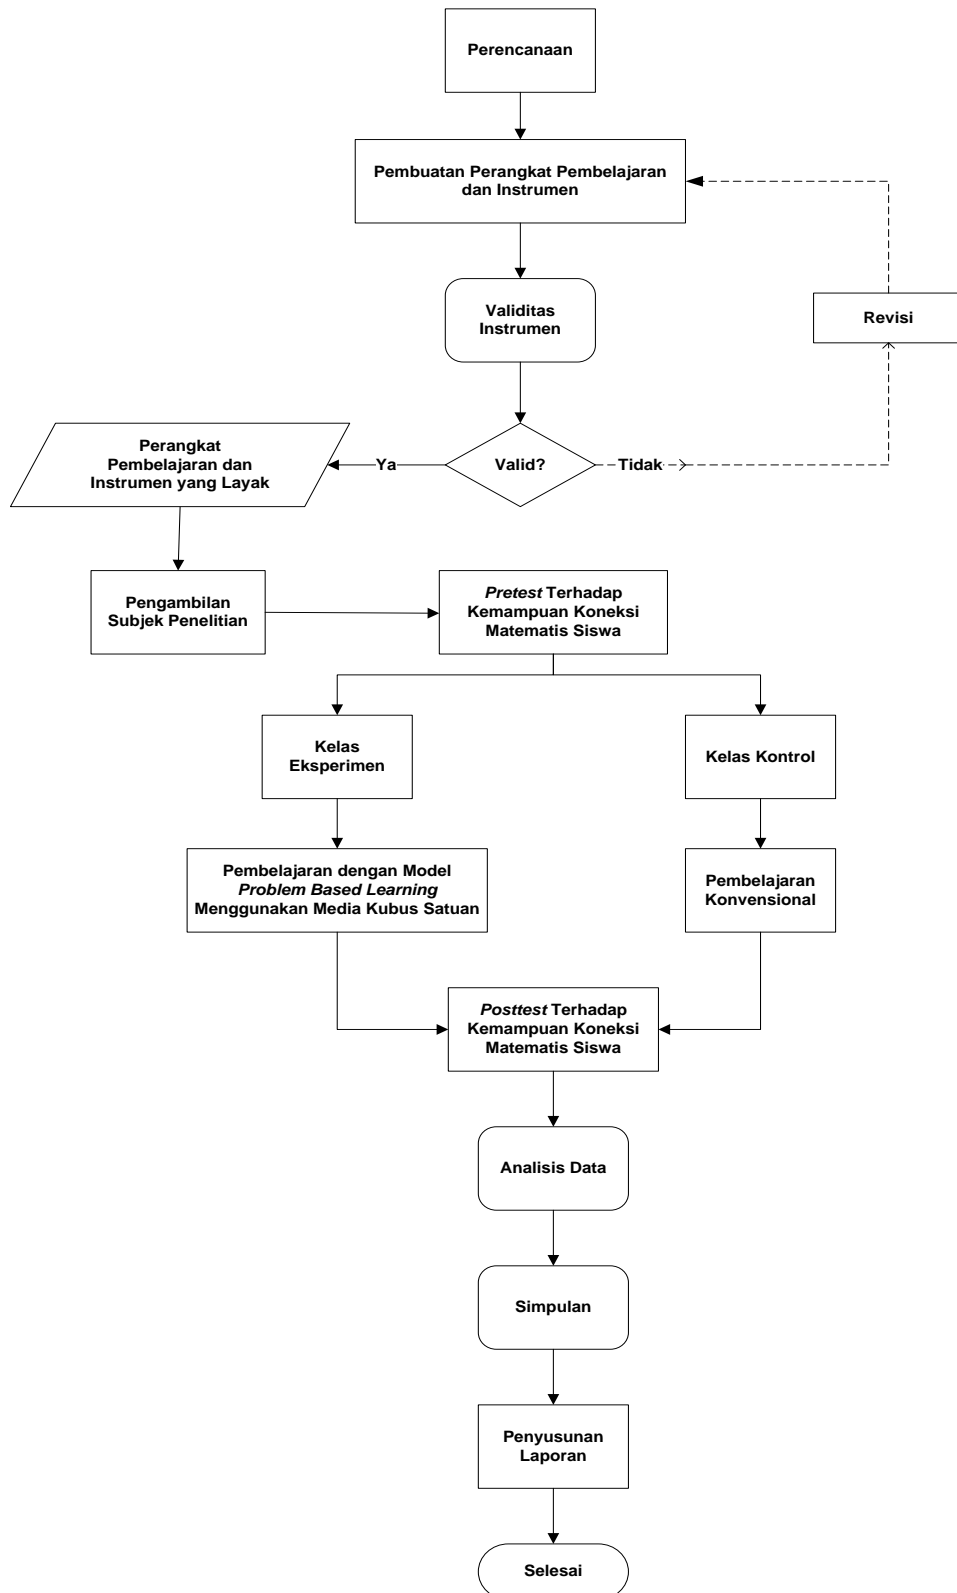 Perencanaan
Pembuatan Perangkat Pembelajaran
dan Instrumen
Validitas
Instrumen
Revisi
Perangkat
Pembelajaran dan
Instrumen yang Layak
Ya
Valid?
Tidak
Pengambilan
Subjek Penelitian
Pretest Terhadap
Kemampuan Koneksi
Matematis Siswa
Kelas
Eksperimen
Kelas Kontrol
Pembelajaran dengan Model
Problem Based Learning
Menggunakan Media Kubus Satuan
Pembelajaran
Konvensional
Posttest Terhadap
Kemampuan Koneksi
Matematis Siswa
Analisis Data
Simpulan
Penyusunan
Laporan
Selesai